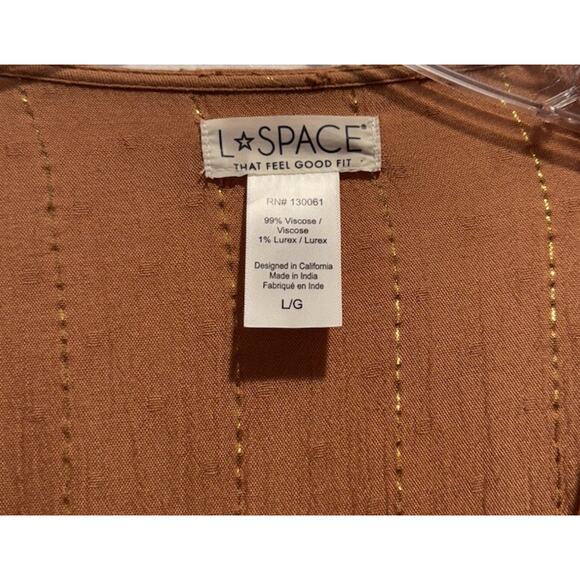 L☆SPACE®
THAT FEEL GOOD FIT
RN# 130061
99% Viscose /
Viscose
1% Lurex / Lurex
Designed in California
Made in India
Fabriqué en Inde
L/G